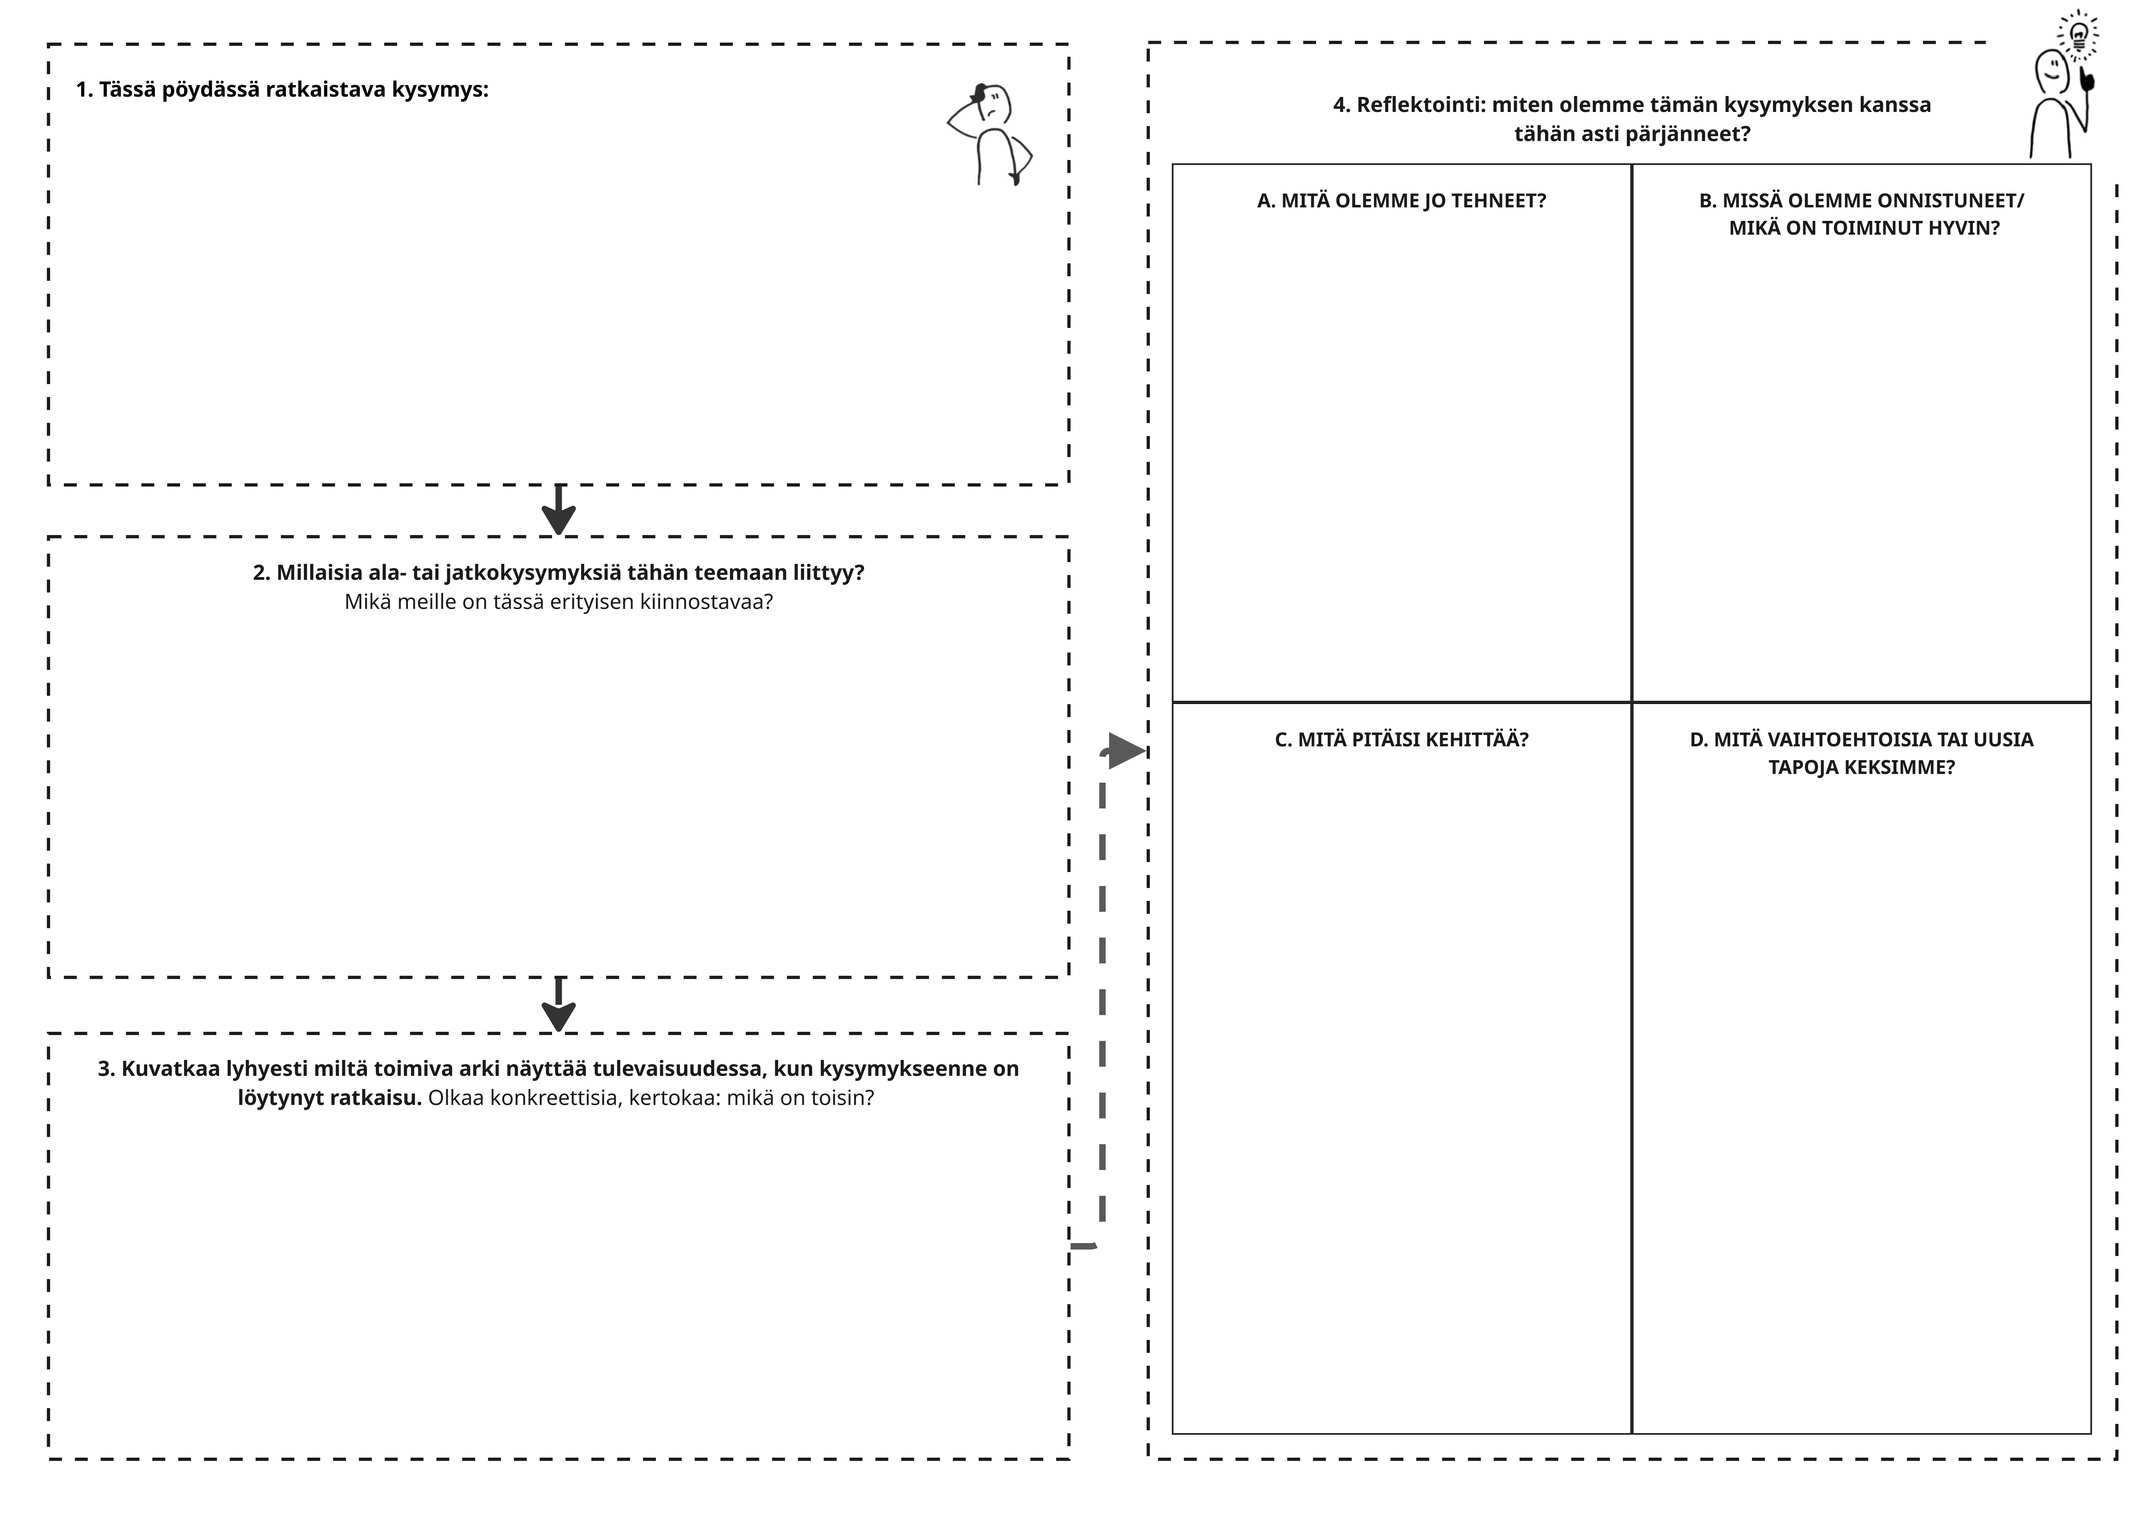 1. Tässä pöydässä ratkaistava kysymys:
2. Millaisia ala- tai jatkokysymyksiä tähän teemaan liittyy?
Mikä meille on tässä erityisen kiinnostavaa?
3. Kuvatkaa lyhyesti miltä toimiva arki näyttää tulevaisuudessa, kun kysymykseenne on
löytynyt ratkaisu. Olkaa konkreettisia, kertokaa: mikä on toisin?
4. Reflektointi: miten olemme tämän kysymyksen kanssa
tähän asti pärjänneet?
A. MITÄ OLEMME JO TEHNEET?
B. MISSÄ OLEMME ONNISTUNEET/
MIKÄ ON TOIMINUT HYVIN?
C. MITÄ PITÄISI KEHITTÄÄ?
D. MITÄ VAIHTOEHTOISIA TAI UUSIA
TAPOJA KEKSIMME?